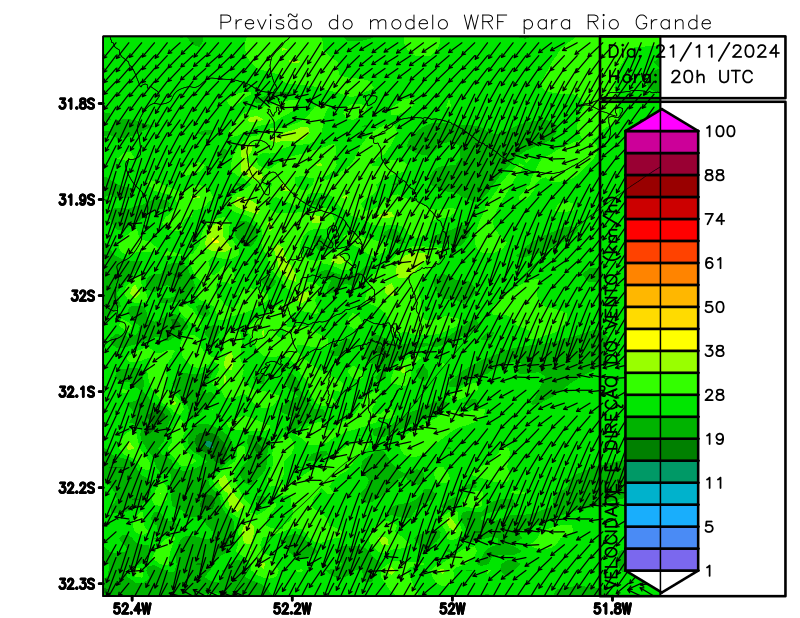 Previsão do modelo WRF para Rio Grande
Dia: 21/11/2024
Hora: 20h UTC
31.8S
31.9S
32S
32.1S
32.2S
32.3S
52.4W
52.2W
52W
51.8W
VELOCIDADE E DIREÇÃO DO VENTO (km/h)
100
88
74
61
50
38
28
19
11
5
1